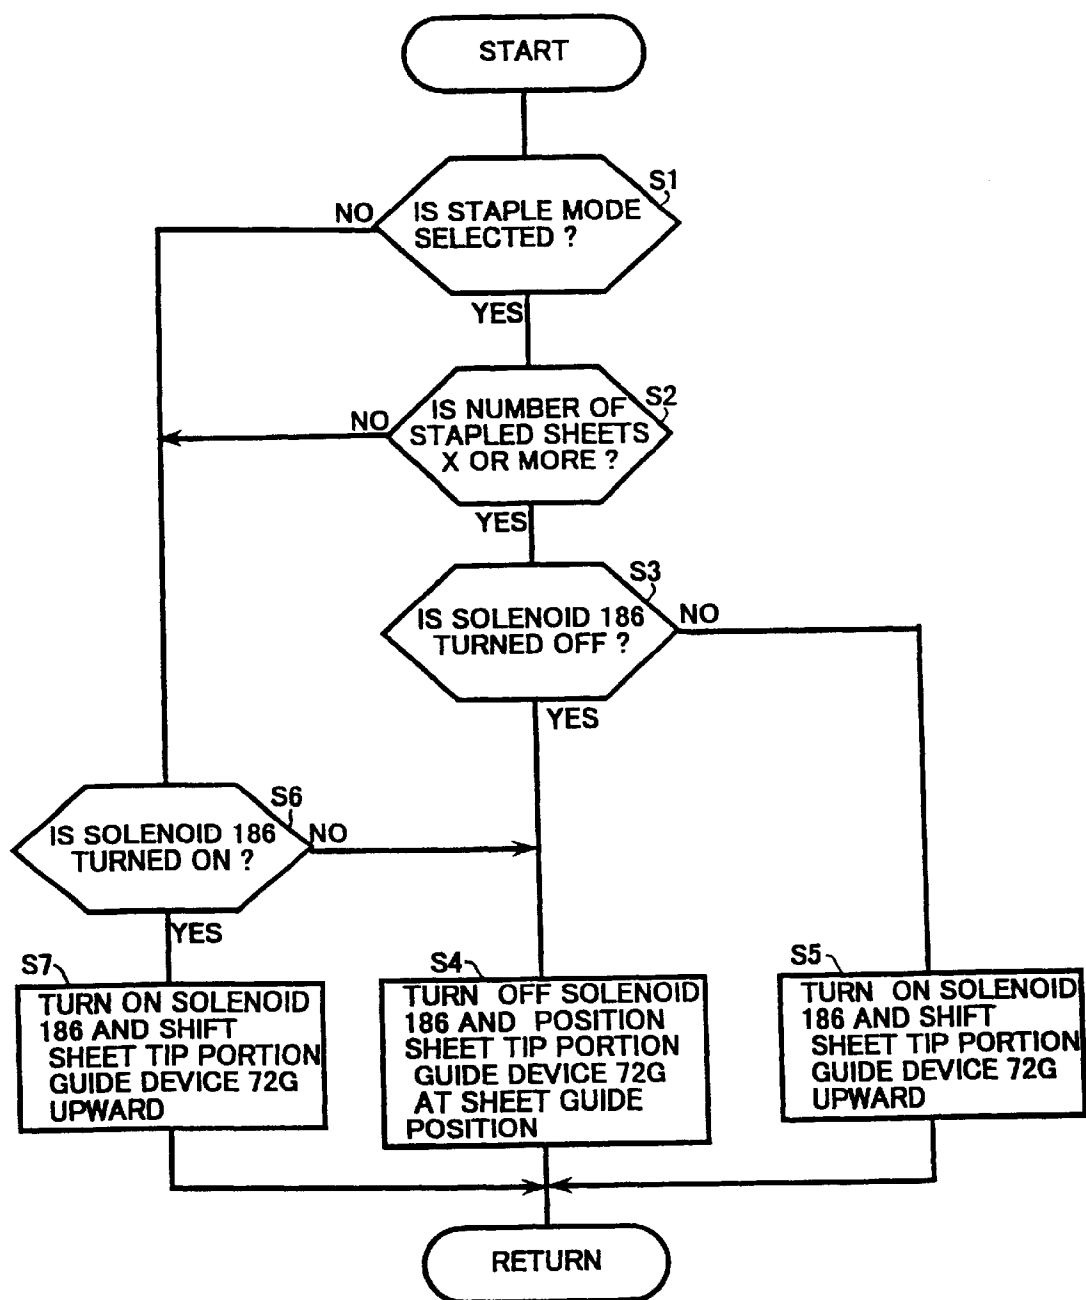 START
S1
NO
IS STAPLE MODE
SELECTED ?
YES
S2
NO
IS NUMBER OF
STAPLED SHEETS
X OR MORE ?
YES
S3
IS SOLENOID 186
TURNED OFF ?
NO
YES
S6
IS SOLENOID 186
TURNED ON ?
NO
YES
S7
TURN ON SOLENOID
186 AND SHIFT
SHEET TIP PORTION
GUIDE DEVICE 72G
UPWARD
S4
TURN OFF SOLENOID
186 AND POSITION
SHEET TIP PORTION
GUIDE DEVICE 72G
AT SHEET GUIDE
POSITION
S5
TURN ON SOLENOID
186 AND SHIFT
SHEET TIP PORTION
GUIDE DEVICE 72G
UPWARD
RETURN